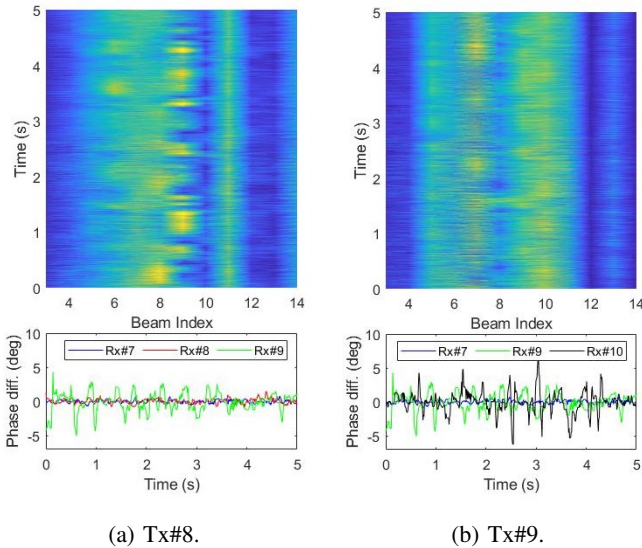 5
4
3
2
1
0
Time (s)
4 6 8 10 12 14
Beam Index
10
5
0
-5
Phase diff. (deg)
Rx#7 Rx#8 Rx#9
0 1 2 3 4 5
Time (s)
(a) Tx#8.
5
4
3
2
1
0
Time (s)
4 6 8 10 12 14
Beam Index
10
5
0
-5
Phase diff. (deg)
Rx#7 Rx#9 Rx#10
0 1 2 3 4 5
Time (s)
(b) Tx#9.